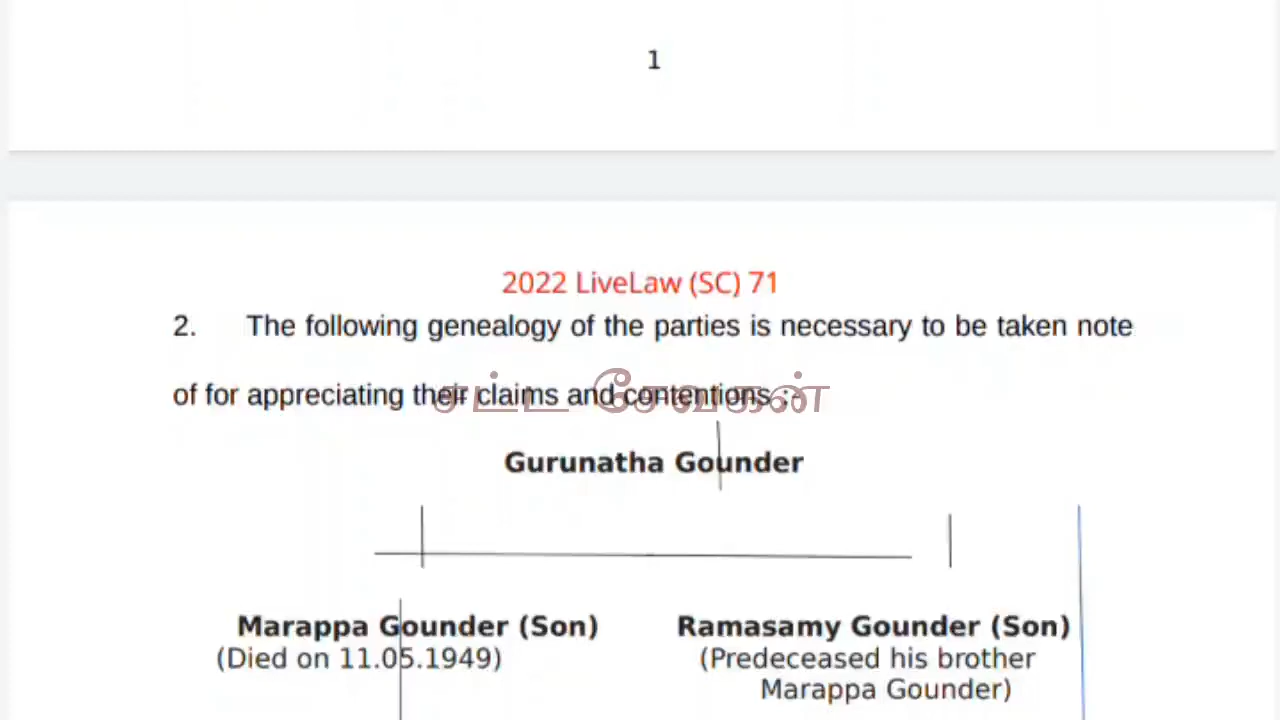 1
2022 LiveLaw (SC) 71
2. The following genealogy of the parties is necessary to be taken note
of for appreciating their claims and contentions :-
சட்ட சேவகன்
Gurunatha Gounder
Marappa Gounder (Son) Ramasamy Gounder (Son)
(Died on 11.05.1949) (Predeceased his brother
Marappa Gounder)